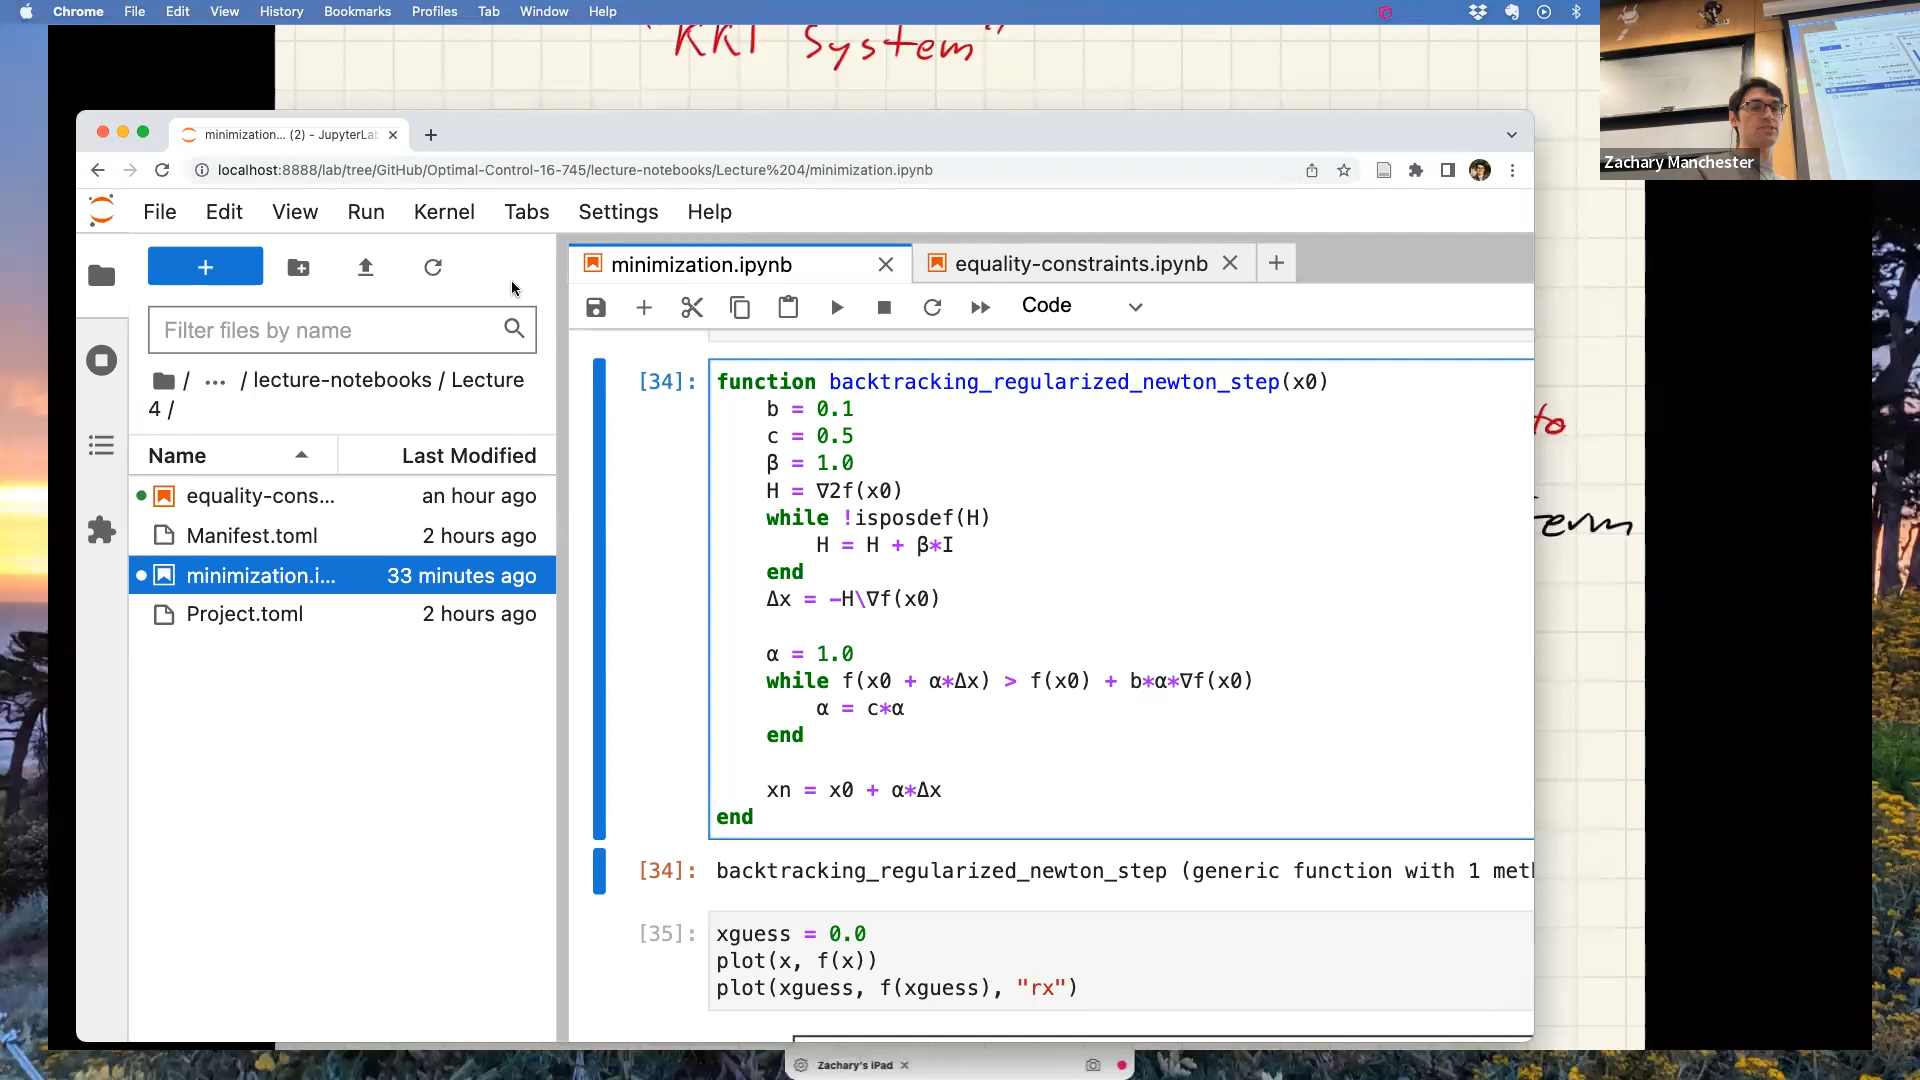 Chrome File Edit View History Bookmarks Profiles Tab Window Help
"KKT System"
Zachary Manchester
minimization... (2) - JupyterLab
localhost:8888/lab/tree/GitHub/Optimal-Control-16-745/lecture-notebooks/Lecture%204/minimization.ipynb
File Edit View Run Kernel Tabs Settings Help
minimization.ipynb
equality-constraints.ipynb
Code
Filter files by name
/ ... / lecture-notebooks / Lecture
4 /
Name Last Modified
equality-cons... an hour ago
Manifest.toml 2 hours ago
minimization.i... 33 minutes ago
Project.toml 2 hours ago
[34]: function backtracking_regularized_newton_step(x0)
b = 0.1
c = 0.5
β = 1.0
H = ∇2f(x0)
while !isposdef(H)
H = H + β*I
end
Δx = -H\∇f(x0)
α = 1.0
while f(x0 + α*Δx) > f(x0) + b*α*∇f(x0)
α = c*α
end
xn = x0 + α*Δx
end
[34]: backtracking_regularized_newton_step (generic function with 1 met
[35]: xguess = 0.0
plot(x, f(x))
plot(xguess, f(xguess), "rx")
to
term
Zachary's iPad